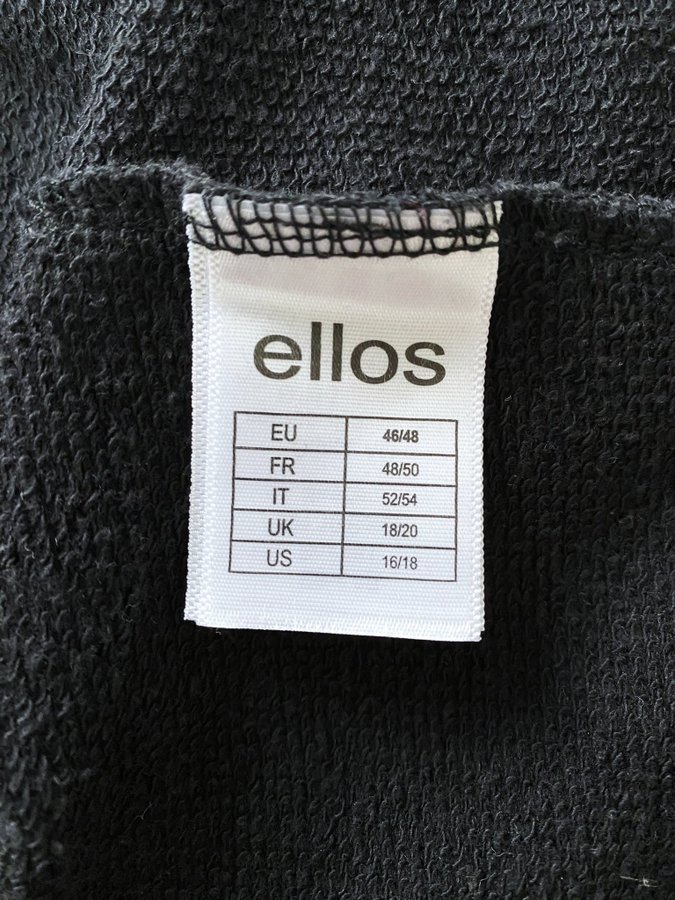 ellos
EU 46/48
FR 48/50
IT 52/54
UK 18/20
US 16/18